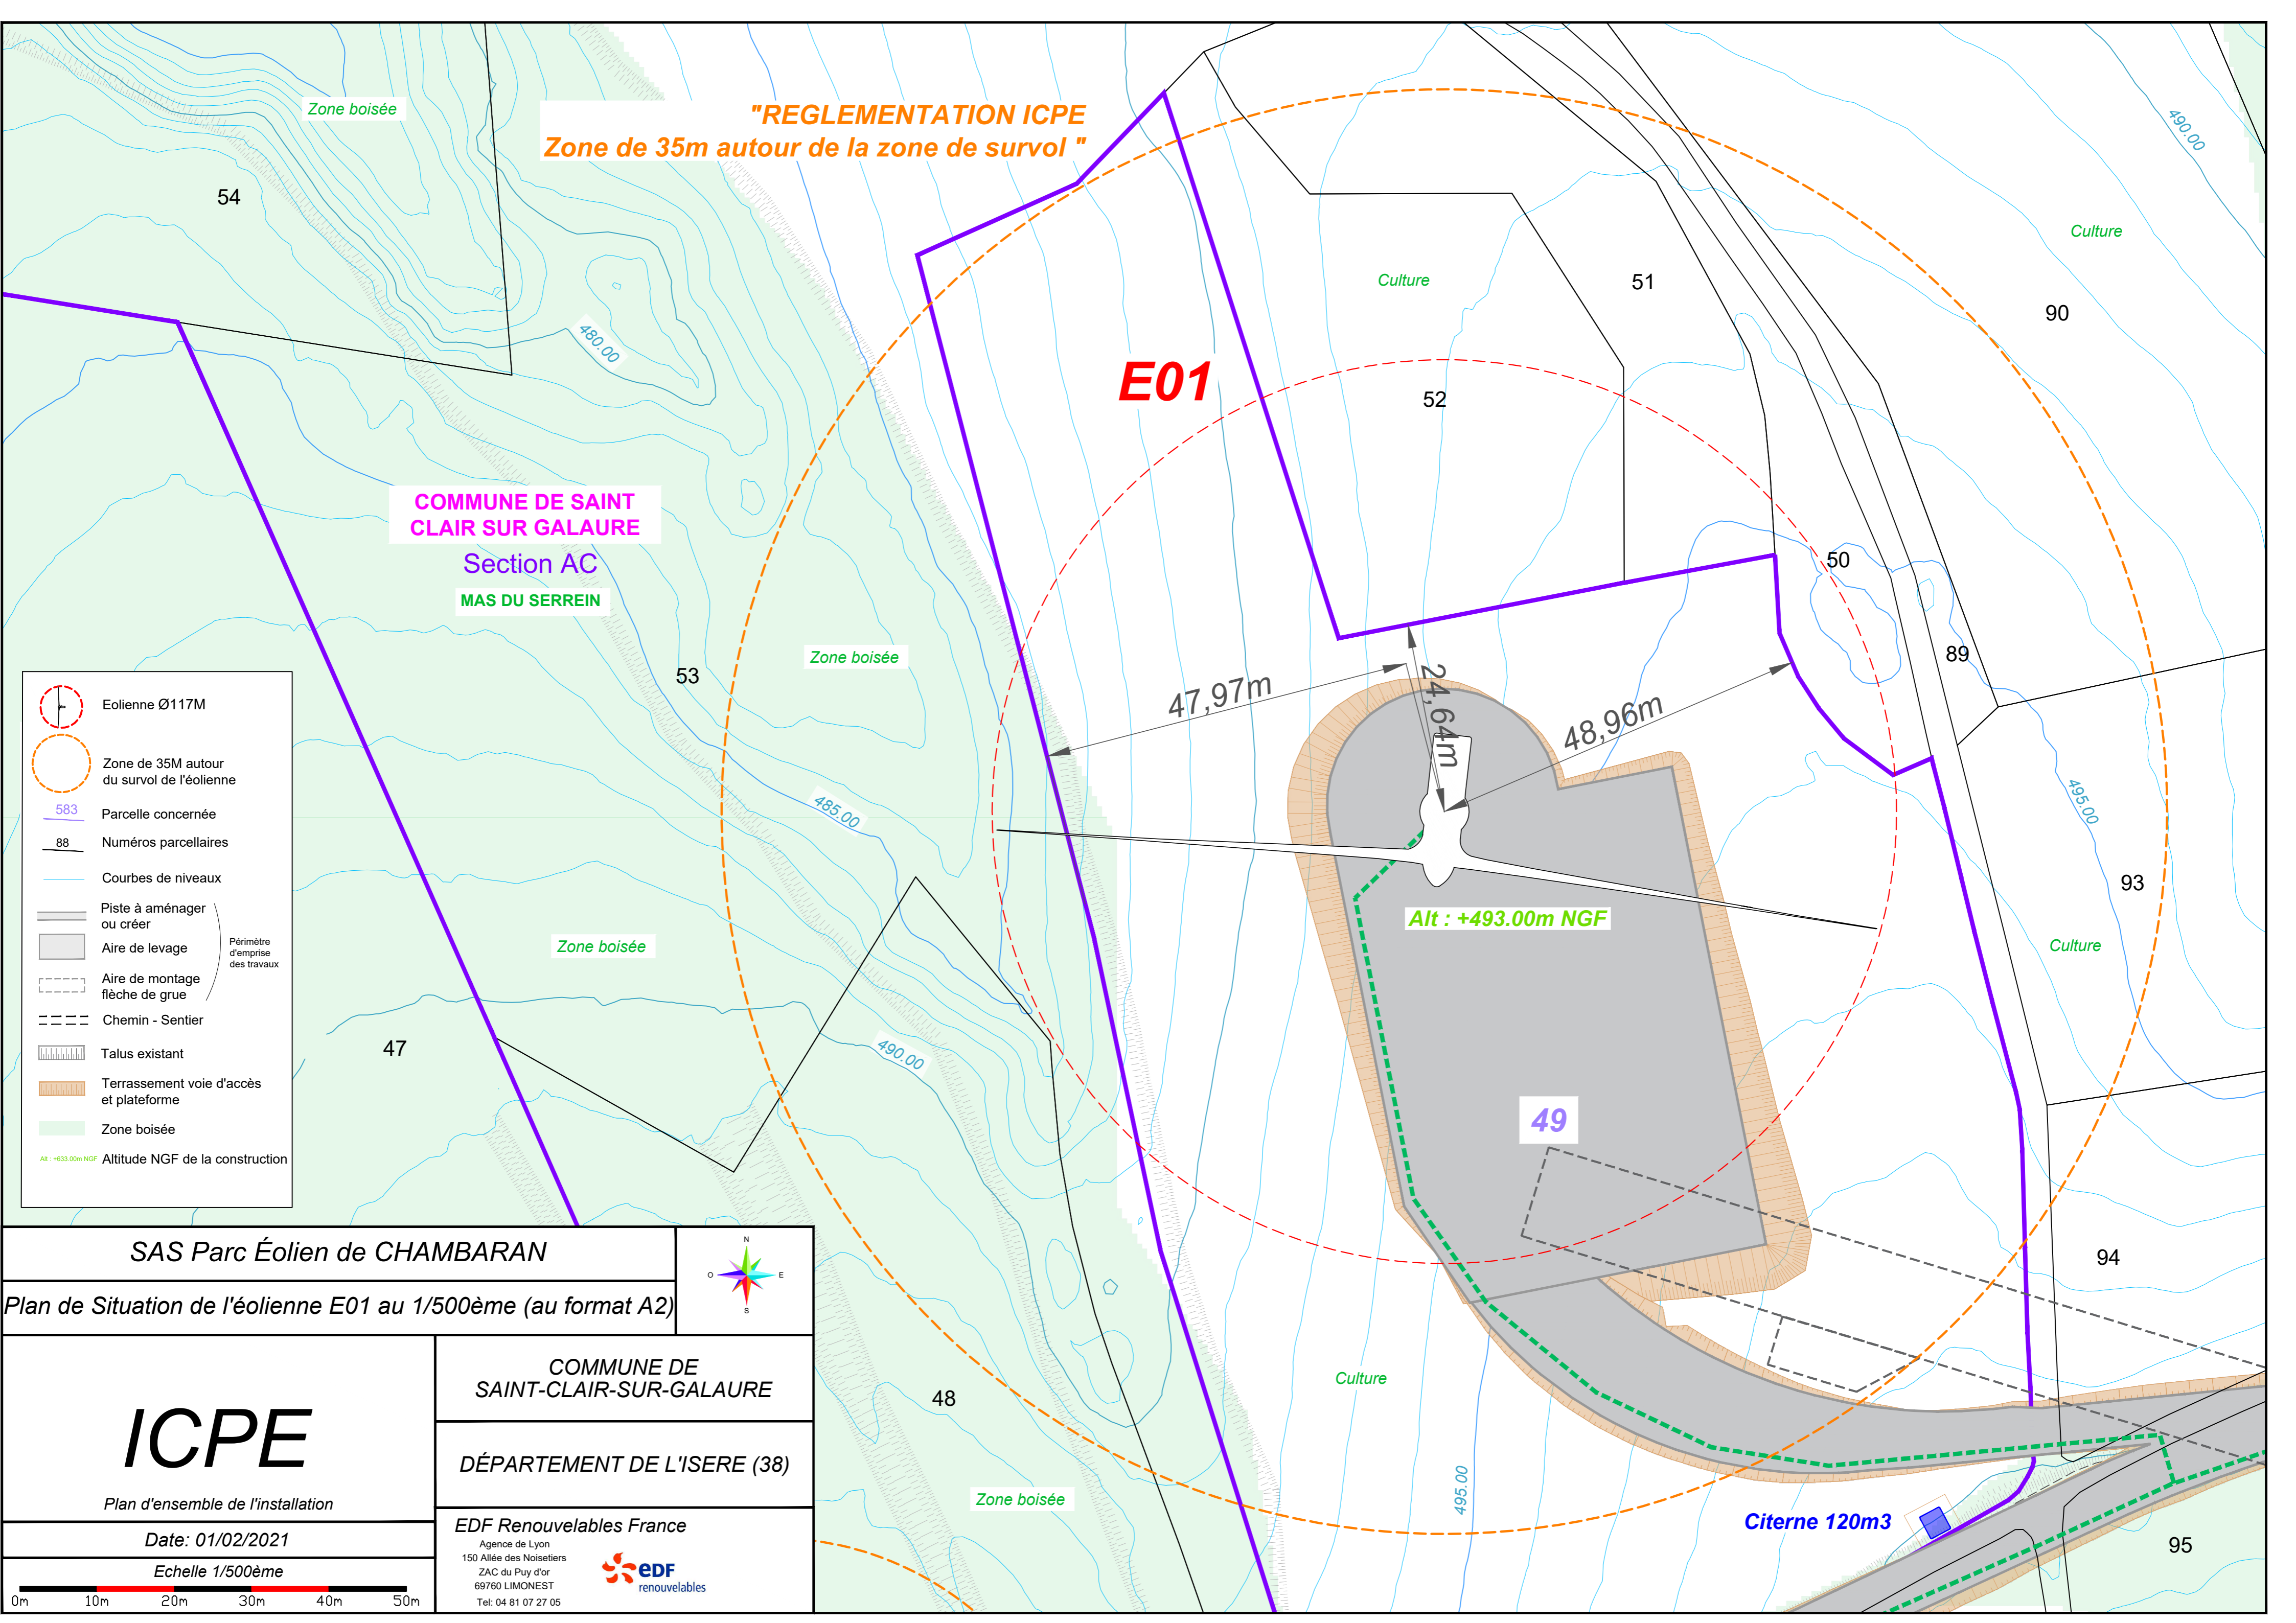 "REGLEMENTATION ICPE
Zone de 35m autour de la zone de survol "
Zone boisée
54
480.00
490.00
Culture
90
Culture
51
E01
52
COMMUNE DE SAINT
CLAIR SUR GALAURE
Section AC
MAS DU SERREIN
50
89
Zone boisée
53
47,97m
24,64m
48,96m
485.00
495.00
93
Alt : +493.00m NGF
Culture
Zone boisée
47
490.00
49
94
Culture
48
495.00
Zone boisée
Citerne 120m3
95
Eolienne Ø117M
Zone de 35M autour
du survol de l'éolienne
583
Parcelle concernée
88
Numéros parcellaires
Courbes de niveaux
Piste à aménager
ou créer
Aire de levage
Aire de montage
flèche de grue
Périmètre
d'emprise
des travaux
Chemin - Sentier
Talus existant
Terrassement voie d'accès
et plateforme
Zone boisée
Alt : +633.00m NGF
Altitude NGF de la construction
SAS Parc Éolien de CHAMBARAN
N
O
E
S
Plan de Situation de l'éolienne E01 au 1/500ème (au format A2)
ICPE
Plan d'ensemble de l'installation
Date: 01/02/2021
Echelle 1/500ème
0m 10m 20m 30m 40m 50m
COMMUNE DE
SAINT-CLAIR-SUR-GALAURE
DÉPARTEMENT DE L'ISERE (38)
EDF Renouvelables France
Agence de Lyon
150 Allée des Noisetiers
ZAC du Puy d'or
69760 LIMONEST
Tel: 04 81 07 27 05
eDF
renouvelables